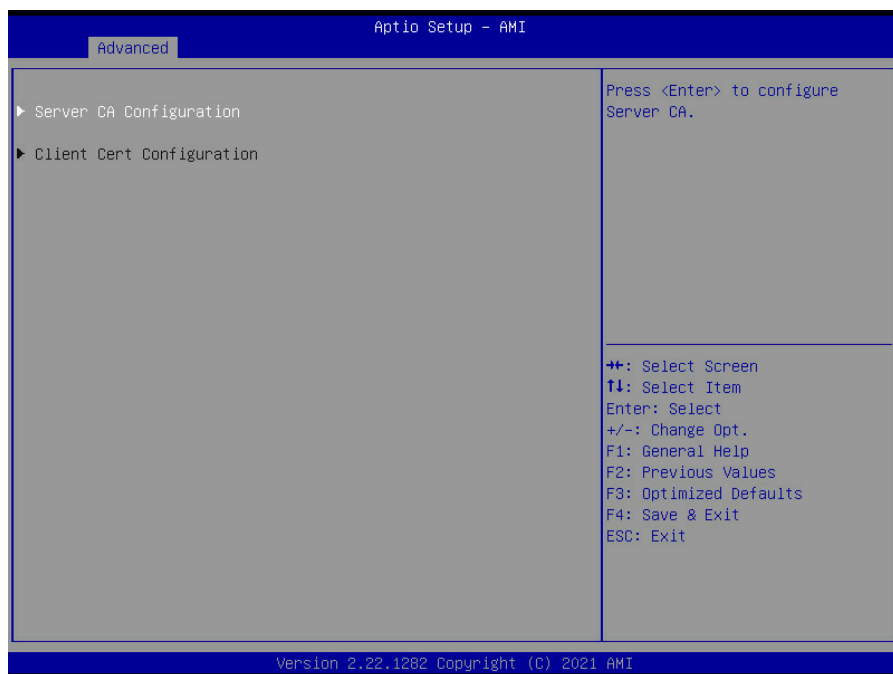 Aptio Setup – AMI
Advanced
▶ Server CA Configuration
▶ Client Cert Configuration
Press <Enter> to configure
Server CA.
→←: Select Screen
↑↓: Select Item
Enter: Select
+/-: Change Opt.
F1: General Help
F2: Previous Values
F3: Optimized Defaults
F4: Save & Exit
ESC: Exit
Version 2.22.1282 Copyright (C) 2021 AMI